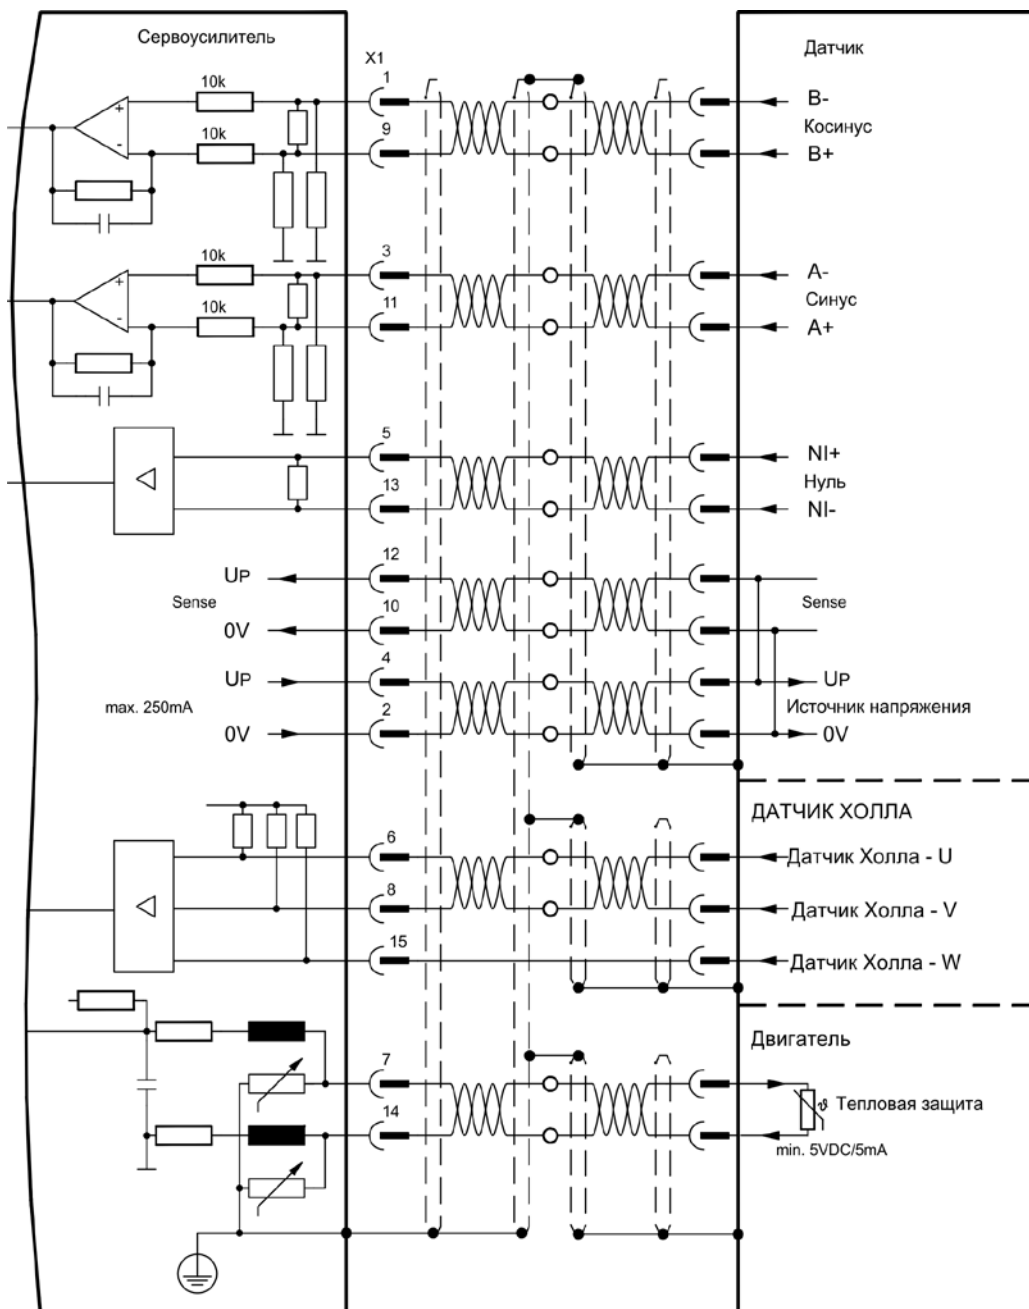 Сервоусилитель
X1
Датчик
10k
1
B-
Косинус
10k
9
B+
10k
3
A-
Синус
10k
11
A+
5
NI+
Нуль
13
NI-
UP
12
Sense
Sense
0V
10
UP
4
UP
max. 250mA
Источник напряжения
0V
2
0V
ДАТЧИК ХОЛЛА
6
Датчик Холла - U
8
Датчик Холла - V
15
Датчик Холла - W
Двигатель
7
ϑ Тепловая защита
14
min. 5VDC/5mA
+
-
+
-